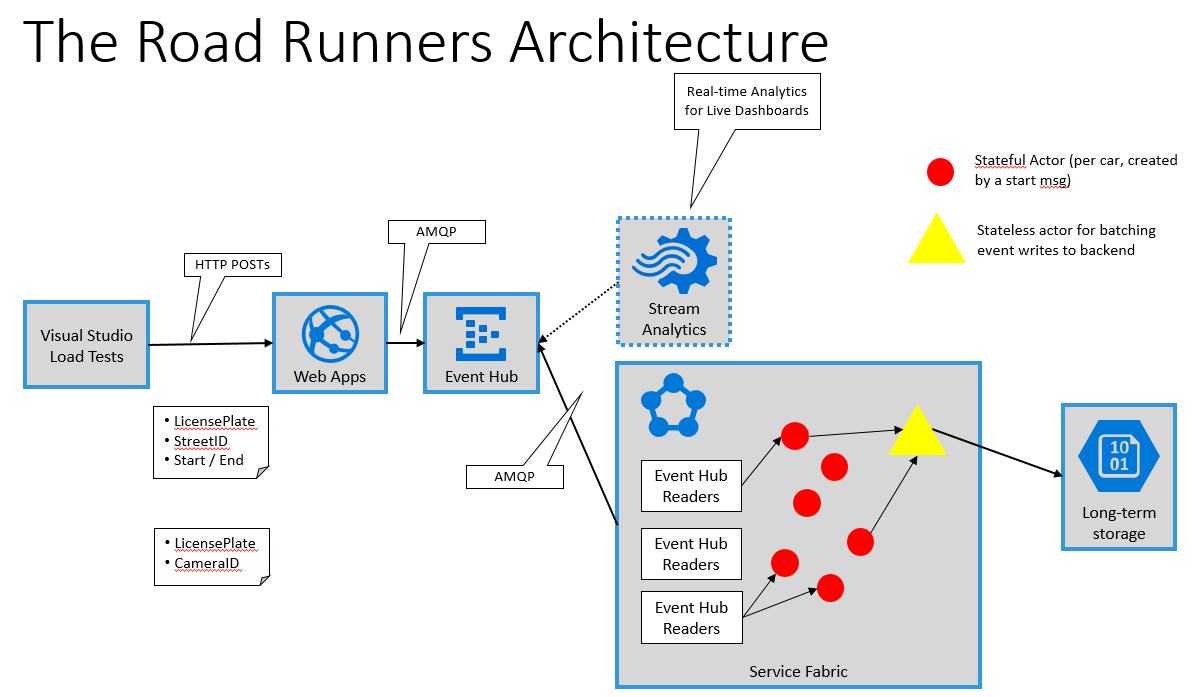 The Road Runners Architecture
Real-time Analytics
for Live Dashboards
Stateful Actor (per car, created
by a start msg)
Stateless actor for batching
event writes to backend
AMQP
HTTP POSTs
Stream
Analytics
Visual Studio
Load Tests
Web Apps
Event Hub
• LicensePlate
• StreetID
• Start / End
AMQP
• LicensePlate
• CameraID
Event Hub
Readers
Event Hub
Readers
Event Hub
Readers
Service Fabric
10
01
Long-term
storage